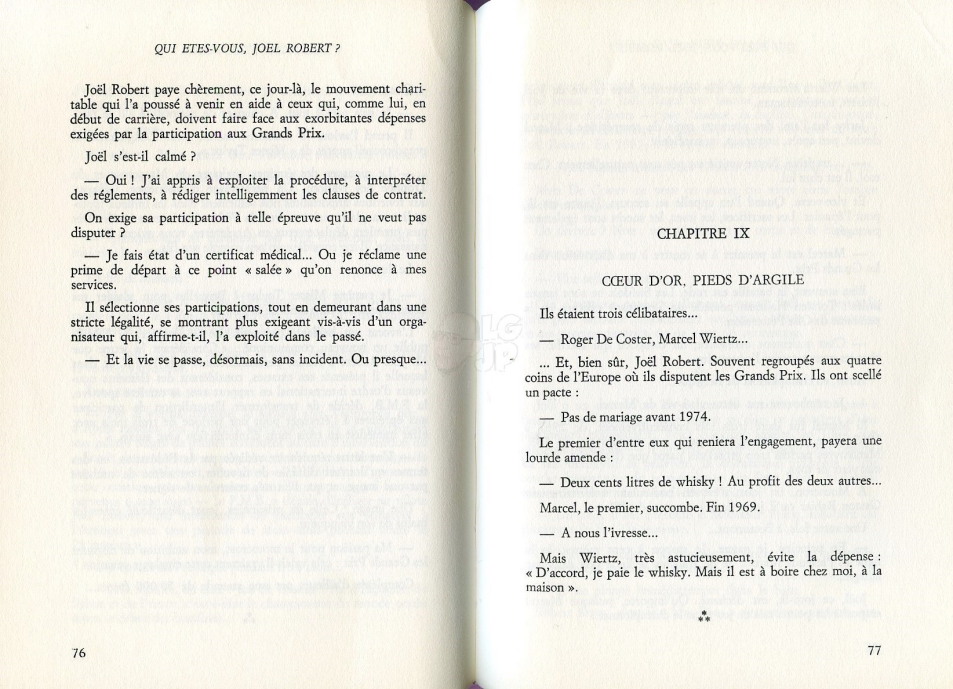 QUI ETES-VOUS, JOEL ROBERT ?
Joël Robert paye chèrement, ce jour-là, le mouvement chari-
table qui l'a poussé à venir en aide à ceux qui, comme lui, en
début de carrière, doivent faire face aux exorbitantes dépenses
exigées par la participation aux Grands Prix.
Joël s'est-il calmé ?
— Oui ! J'ai appris à exploiter la procédure, à interpréter
des réglements, à rédiger intelligemment les clauses de contrat.
On exige sa participation à telle épreuve qu'il ne veut pas
disputer ?
— Je fais état d'un certificat médical... Ou je réclame une
prime de départ à ce point « salée » qu'on renonce à mes
services.
Il sélectionne ses participations, tout en demeurant dans une
stricte légalité, se montrant plus exigeant vis-à-vis d'un orga-
nisateur qui, affirme-t-il, l'a exploité dans le passé.
— Et la vie se passe, désormais, sans incident. Ou presque...
76
CHAPITRE IX
CŒUR D'OR, PIEDS D'ARGILE
Ils étaient trois célibataires...
— Roger De Coster, Marcel Wiertz...
... Et, bien sûr, Joël Robert. Souvent regroupés aux quatre
coins de l'Europe où ils disputent les Grands Prix. Ils ont scellé
un pacte :
— Pas de mariage avant 1974.
Le premier d'entre eux qui reniera l'engagement, payera une
lourde amende :
— Deux cents litres de whisky ! Au profit des deux autres...
Marcel, le premier, succombe. Fin 1969.
— A nous l'ivresse...
Mais Wiertz, très astucieusement, évite la dépense :
« D'accord, je paie le whisky. Mais il est à boire chez moi, à la
maison ».
77